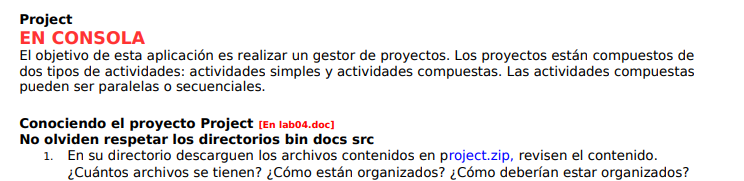 Project
EN CONSOLA
El objetivo de esta aplicación es realizar un gestor de proyectos. Los proyectos están compuestos de
dos tipos de actividades: actividades simples y actividades compuestas. Las actividades compuestas
pueden ser paralelas o secuenciales.
Conociendo el proyecto Project [En lab04.doc]
No olviden respetar los directorios bin docs src
1. En su directorio descarguen los archivos contenidos en project.zip, revisen el contenido.
¿Cuántos archivos se tienen? ¿Cómo están organizados? ¿Cómo deberían estar organizados?